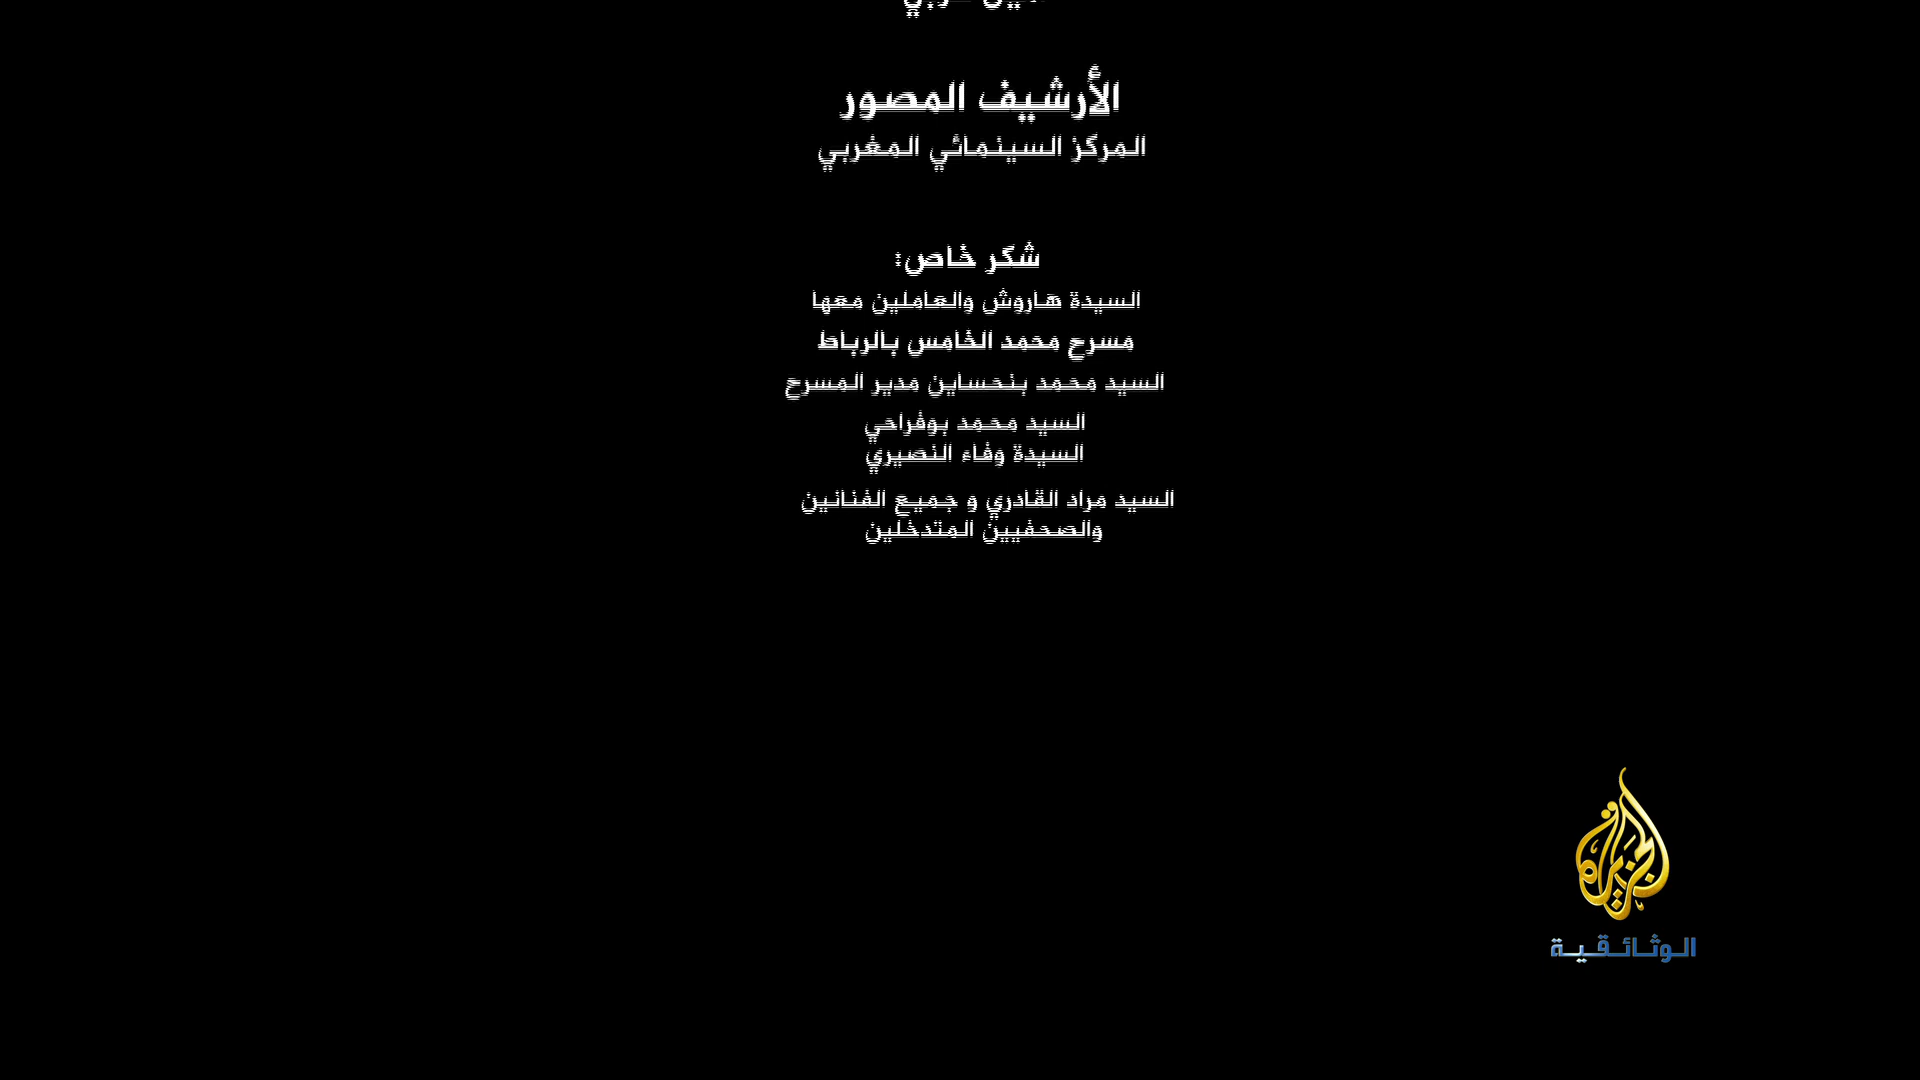 الأرشيف المصور
المركز السينمائي المغربي
شكر خاص:
السيدة هاروش والعاملين معها
مسرح محمد الخامس بالرباط
السيد محمد بنحساين مدير المسرح
السيد محمد بوفراحي
السيدة وفاء النصيري
السيد مراد القادري و جميع الفنانين
والصحفيين المتدخلين
الجزيرة
الوثائقية